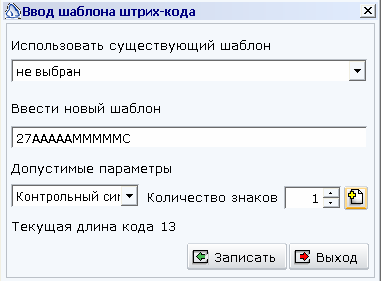 Ввод шаблона штрих-кода
Использовать существующий шаблон
не выбран
Ввести новый шаблон
27AAAAAMMMMMC
Допустимые параметры
Контрольный сим Количество знаков 1
Текущая длина кода 13
Записать Выход